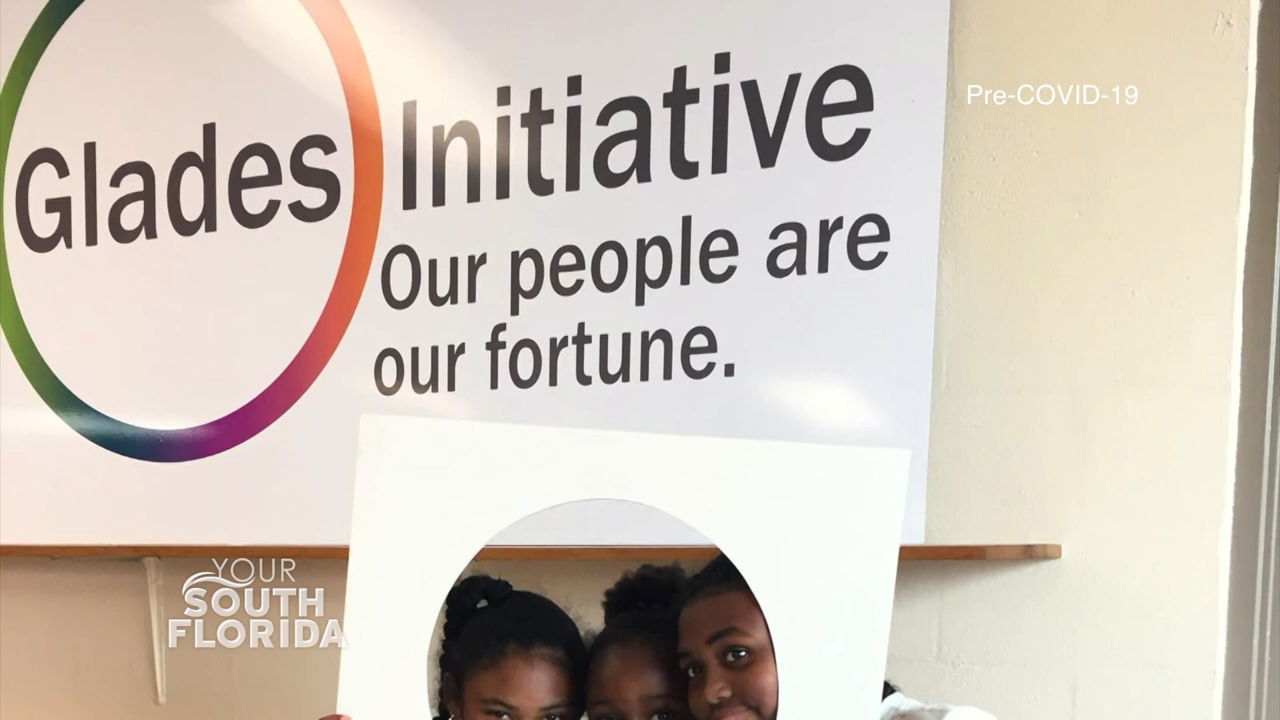 Pre-COVID-19
Glades Initiative
Our people are
our fortune.
YOUR
SOUTH
FLORIDA